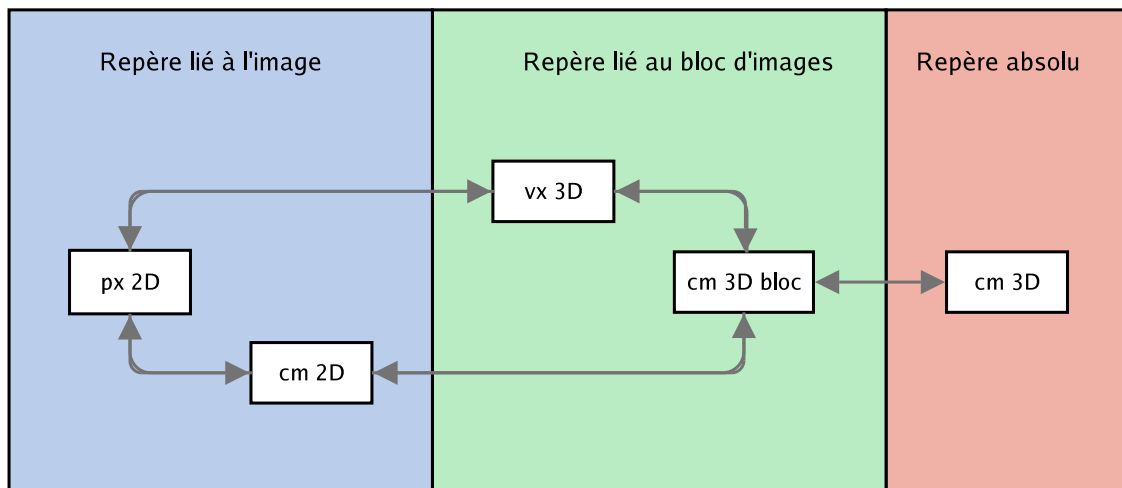 Repère lié à l'image
Repère lié au bloc d'images
Repère absolu
vx 3D
px 2D
cm 3D bloc
cm 3D
cm 2D